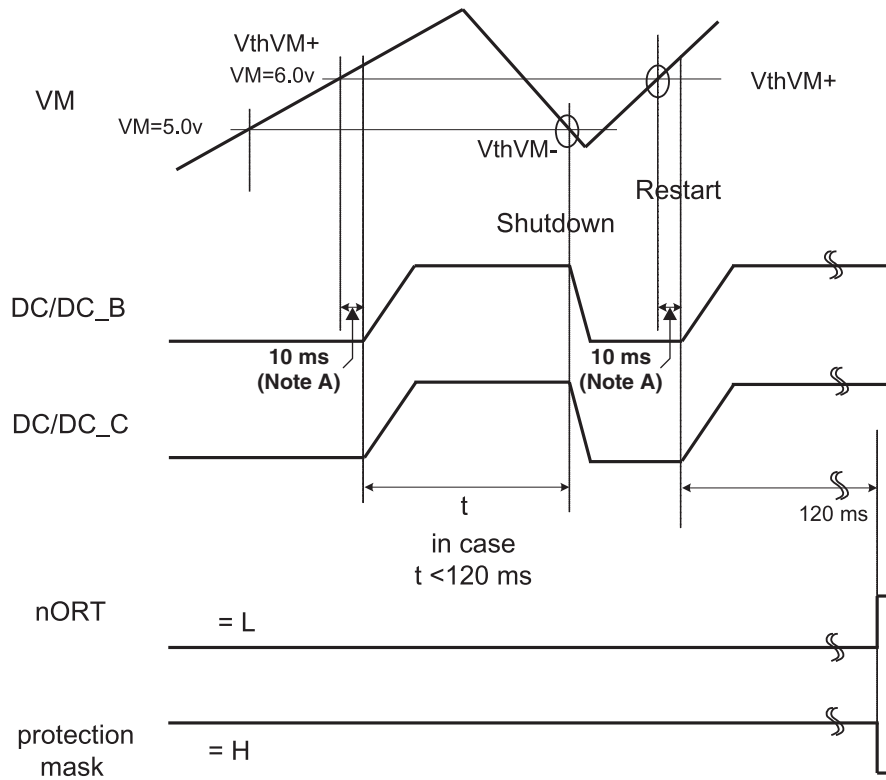 VthVM+
VM=6.0v
VM
VthVM+
VM=5.0v
VthVM-
Restart
Shutdown
DC/DC_B
10 ms
(Note A)
10 ms
(Note A)
DC/DC_C
t
120 ms
in case
t <120 ms
nORT
= L
protection
mask
= H